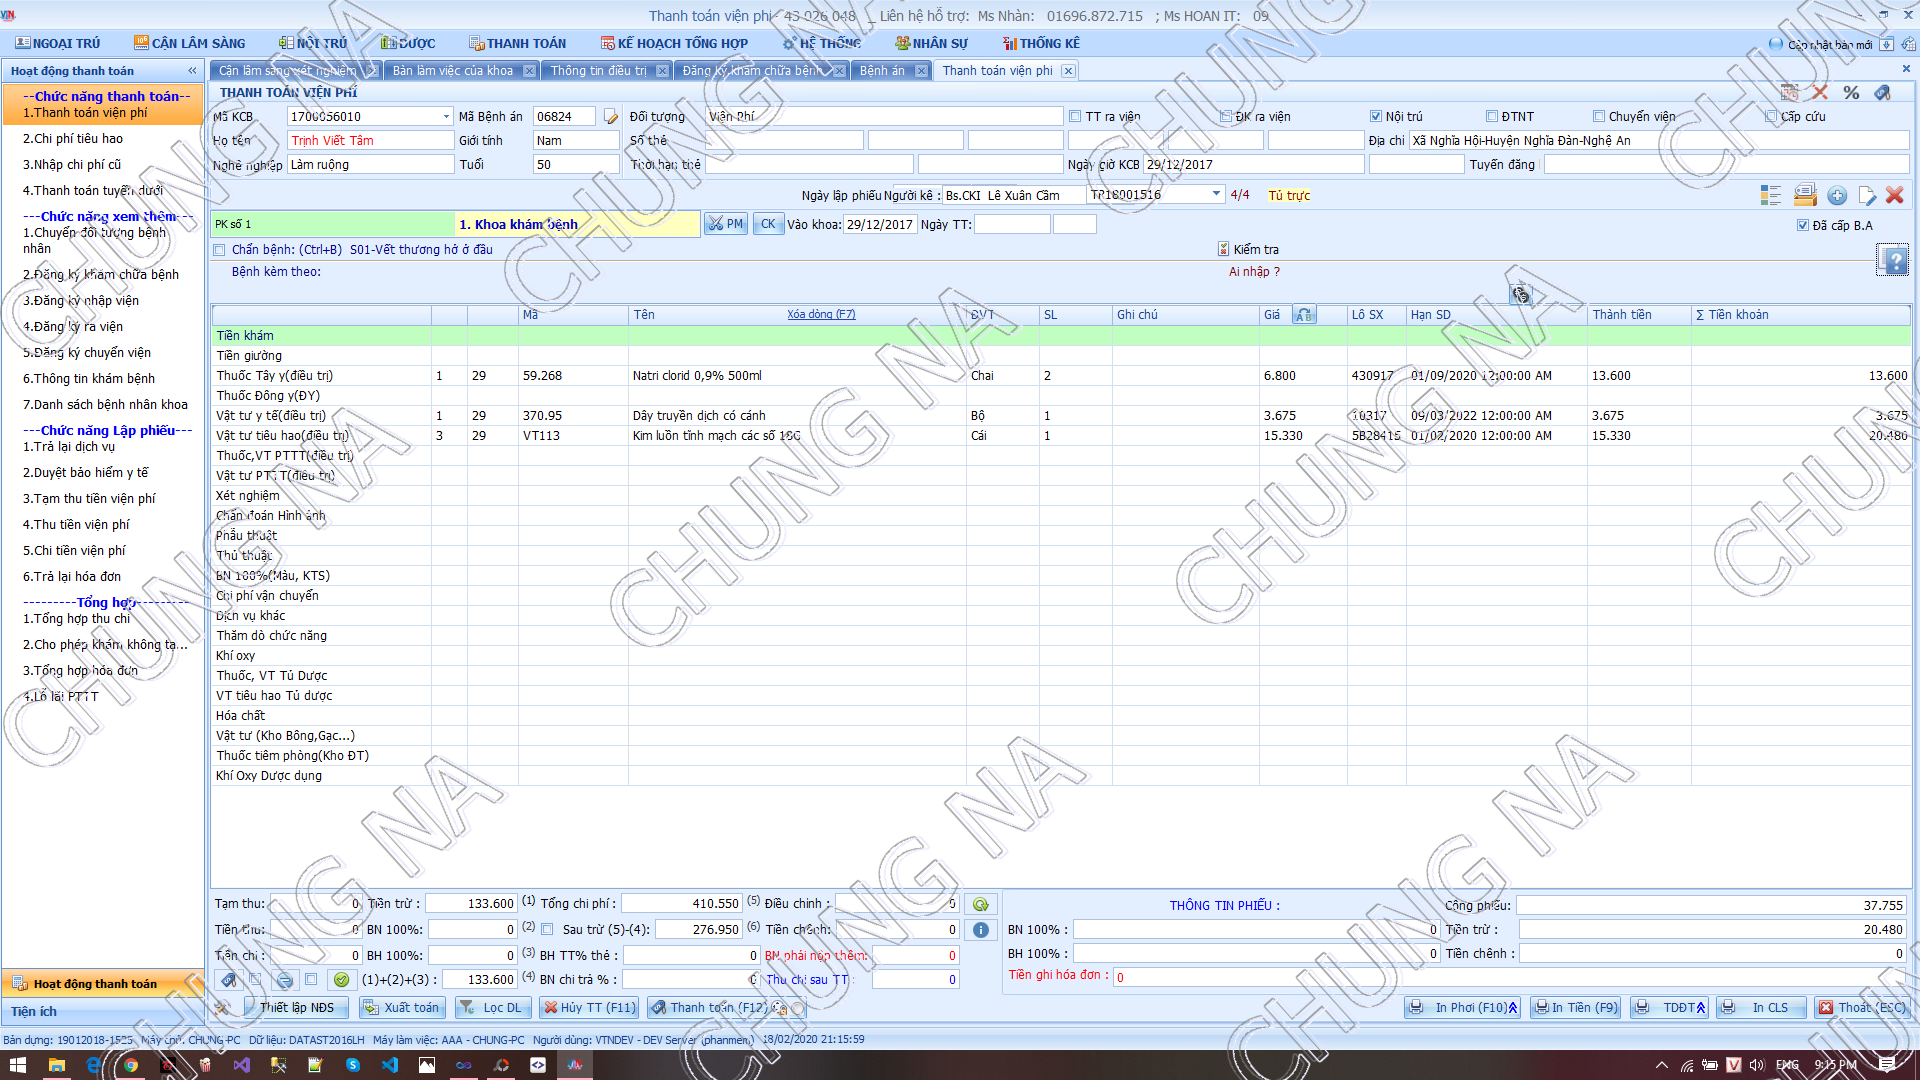 Thanh toán viện phí - 43 026 048 _ Liên hệ hỗ trợ: Ms Nhàn: 01696.872.715 ; Ms HOAN IT: 09
NGOẠI TRÚ CẬN LÂM SÀNG NỘI TRÚ DƯỢC THANH TOÁN KẾ HOẠCH TỔNG HỢP HỆ THỐNG NHÂN SỰ THỐNG KÊ Cập nhật bản mới
Hoạt động thanh toán «
Cận lâm sàng xét nghiệm Bàn làm việc của khoa Thông tin điều trị Đăng ký khám chữa bệnh Bệnh án Thanh toán viện phí
--Chức năng thanh toán--
1.Thanh toán viện phí
2.Chi phí tiêu hao
3.Nhập chi phí cũ
4.Thanh toán tuyến dưới
---Chức năng xem thêm---
1.Chuyển đổi tượng bệnh nhân
2.Đăng ký khám chữa bệnh
3.Đăng ký nhập viện
4.Đăng ký ra viện
5.Đăng ký chuyển viện
6.Thông tin khám bệnh
7.Danh sách bệnh nhân khoa
---Chức năng Lập phiếu---
1.Trả lại dịch vụ
2.Duyệt bảo hiểm y tế
3.Tạm thu tiền viện phí
4.Thu tiền viện phí
5.Chi tiền viện phí
6.Trả lại hóa đơn
---------Tổng hợp---------
1.Tổng hợp thu chi
2.Cho phép khám không tạ...
3.Tổng hợp hóa đơn
4.Lỗ lãi PTTT
Hoạt động thanh toán
Tiện ích
THANH TOÁN VIỆN PHÍ
Mã KCB 1700056010 Mã Bệnh án 06824 Đối tượng Viện Phí TT ra viện ĐK ra viện Nội trú ĐTNT Chuyển viện Cấp cứu
Họ tên Trịnh Viết Tâm Giới tính Nam Số thẻ Địa chỉ Xã Nghĩa Hội-Huyện Nghĩa Đàn-Nghệ An
Nghề nghiệp Làm ruộng Tuổi 50 Thời hạn thẻ Ngày giờ KCB 29/12/2017 Tuyến đăng
Ngày lập phiếu Người kê : Bs.CKI Lê Xuân Cầm TP18001516 4/4 Tủ trực
PK số 1 1. Khoa khám bệnh PM CK Vào khoa: 29/12/2017 Ngày TT: Đã cấp B.A
Chẩn bệnh: (Ctrl+B) S01-Vết thương hở ở đầu Kiểm tra
Bệnh kèm theo: Ai nhập ?
Mã Tên Xóa dòng (F7) ĐVT SL Ghi chú Giá Lô SX Hạn SD Thành tiền Σ Tiền khoản
Tiền khám
Tiền giường
Thuốc Tây y(điều trị) 1 29 59.268 Natri clorid 0,9% 500ml Chai 2 6.800 430917 01/09/2020 12:00:00 AM 13.600 13.600
Thuốc Đông y(ĐY)
Vật tư y tế(điều trị) 1 29 370.95 Dây truyền dịch có cánh Bộ 1 3.675 10317 09/03/2022 12:00:00 AM 3.675 3.675
Vật tư tiêu hao(điều trị) 3 29 VT113 Kim luồn tĩnh mạch các số 18G Cái 1 15.330 5B28415 01/02/2020 12:00:00 AM 15.330 20.480
Thuốc,VT PTTT(điều trị)
Vật tư PTTT(điều trị)
Xét nghiệm
Chẩn đoán Hình ảnh
Phẫu thuật
Thủ thuật
BN 100%(Màu, KTS)
Chi phí vận chuyển
Dịch vụ khác
Thăm dò chức năng
Khí oxy
Thuốc, VT Tủ Dược
VT tiêu hao Tủ dược
Hóa chất
Vật tư (Kho Bông,Gạc...)
Thuốc tiêm phòng(Kho ĐT)
Khí Oxy Dược dụng
Tạm thu: 0 Tiền trừ : 133.600 (1) Tổng chi phí : 410.550 (5) Điều chỉnh : 0 THÔNG TIN PHIẾU : Cộng phiếu: 37.755
Tiền thu: 0 BN 100%: 0 (2) Sau trừ (5)-(4): 276.950 (6) Tiền chênh: 0 BN 100% : 0 Tiền trừ : 20.480
Tiền chi : 0 BH 100%: 0 (3) BH TT% thẻ : 0 BN phải nộp thêm: 0 BH 100% : 0 Tiền chênh : 0
(1)+(2)+(3) : 133.600 (4) BN chi trả % : 0 Thu chi sau TT: 0 Tiền ghi hóa đơn : 0
Thiết lập NĐS Xuất toán Lọc DL Hủy TT (F11) Thanh toán (F12) In Phơi (F10) In Tiền (F9) TDĐT In CLS Thoát (ESC)
Bản dựng: 19012018-1525 Máy chủ: CHUNG-PC Dữ liệu: DATAST2016LH Máy làm việc: AAA - CHUNG-PC Người dùng: VTNDEV - DEV Server (phanmem) 18/02/2020 21:15:59
ENG 9:15 PM
CHUNG NA
CHUNG NA
CHUNG NA
CHUNG NA
CHUNG NA
CHUNG NA